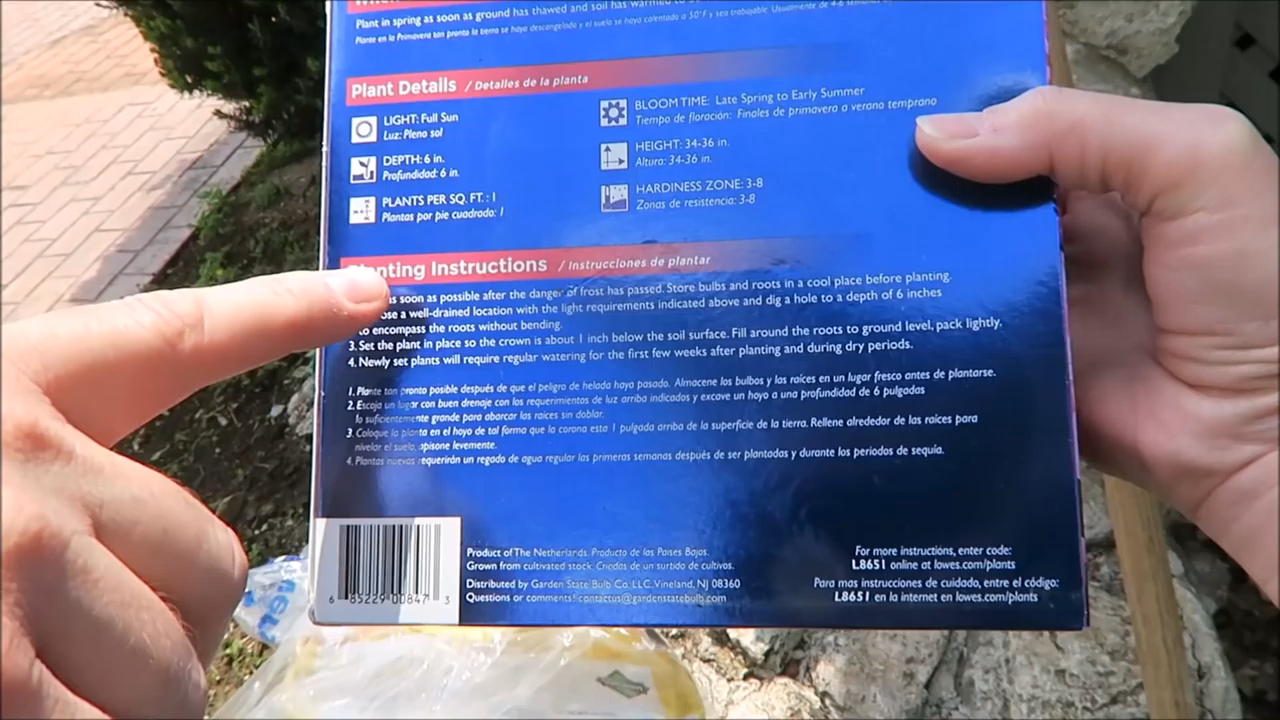 Plant in spring as soon as ground has thawed and soil has warmed to
Plante en la Primavera tan pronto la tierra se haya descongelado y el suelo se haya calentado a 50°F y sea trabajable. Usualmente de 4-6
Plant Details / Detalles de la planta
LIGHT: Full Sun
Luz: Pleno sol
DEPTH: 6 in.
Profundidad: 6 in.
PLANTS PER SQ. FT. : 1
Plantas por pie cuadrado: 1
BLOOM TIME: Late Spring to Early Summer
Tiempo de floración: Finales de primavera a verano temprano
HEIGHT: 34-36 in.
Altura: 34-36 in.
HARDINESS ZONE: 3-8
Zonas de resistencia: 3-8
Planting Instructions / Instrucciones de plantar
as soon as possible after the danger of frost has passed. Store bulbs and roots in a cool place before planting.
a well-drained location with the light requirements indicated above and dig a hole to a depth of 6 inches
to encompass the roots without bending.
3. Set the plant in place so the crown is about 1 inch below the soil surface. Fill around the roots to ground level, pack lightly.
4. Newly set plants will require regular watering for the first few weeks after planting and during dry periods.
1. Plante tan pronto posible después de que el peligro de helada haya pasado. Almacene los bulbos y las raíces en un lugar fresco antes de plantarse.
2. Escoja un lugar con buen drenaje con los requerimientos de luz arriba indicados y excave un hoyo a una profundidad de 6 pulgadas
lo suficientemente grande para abarcar las raíces sin doblar.
3. Coloque la planta en el hoyo de tal forma que la corona esta 1 pulgada arriba de la superficie de la tierra. Rellene alrededor de las raíces para
nivelar el suelo, apisone levemente.
4. Plantas nuevas requerirán un regado de agua regular las primeras semanas después de ser plantadas y durante los periodos de sequía.
6 85229 00847 3
Product of The Netherlands. Producto de los Países Bajos.
Grown from cultivated stock. Criadas de un surtido de cultivos.
Distributed by Garden State Bulb Co. LLC, Vineland, NJ 08360
Questions or comments? contactus@gardenstatebulb.com
For more instructions, enter code:
L8651 online at lowes.com/plants
Para mas instrucciones de cuidado, entre el código:
L8651 en la internet en lowes.com/plants